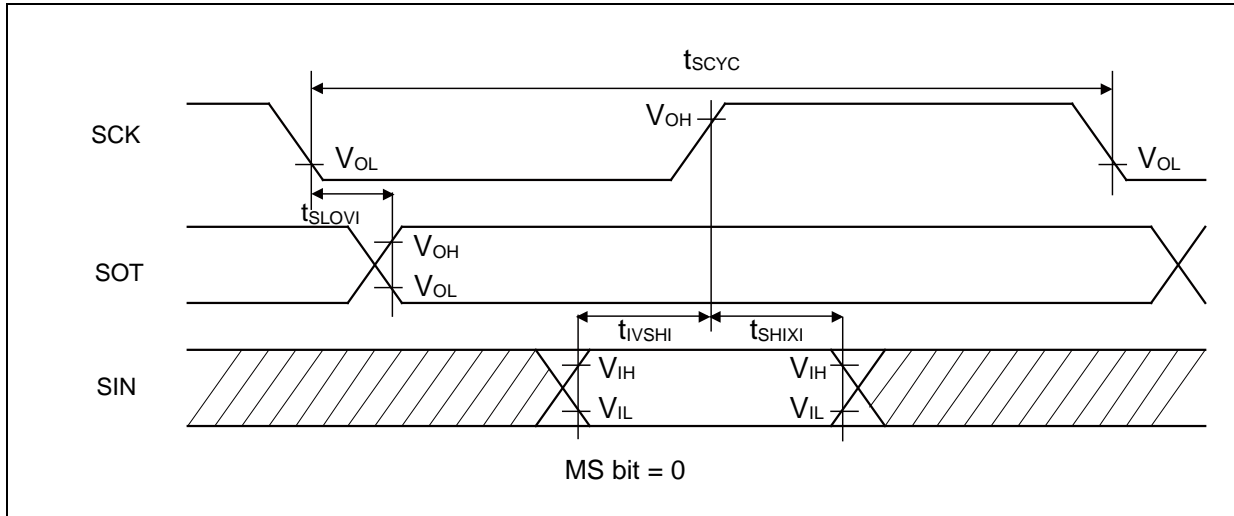 tSCYC
SCK
VOH
VOL
VOL
tSLOVI
SOT
VOH
VOL
tIVSHI
tSHIXI
SIN
VIH
VIH
VIL
VIL
MS bit = 0